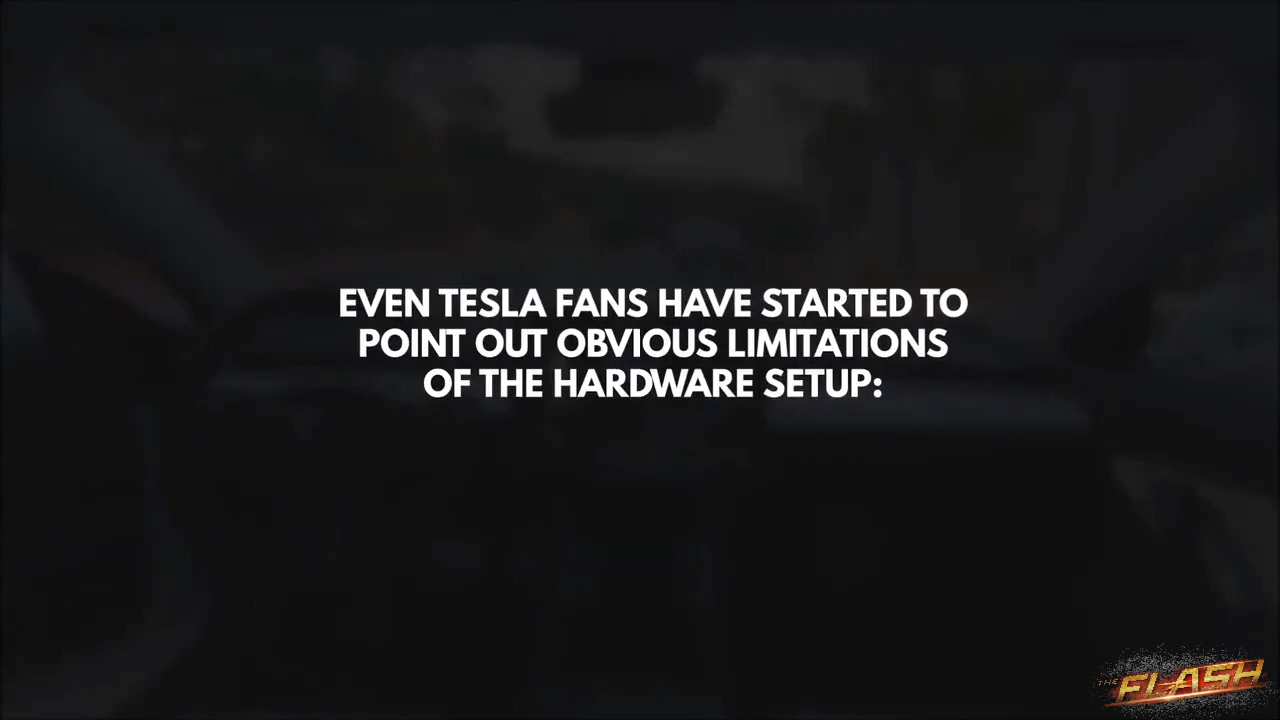 EVEN TESLA FANS HAVE STARTED TO
POINT OUT OBVIOUS LIMITATIONS
OF THE HARDWARE SETUP:
THE FLASH